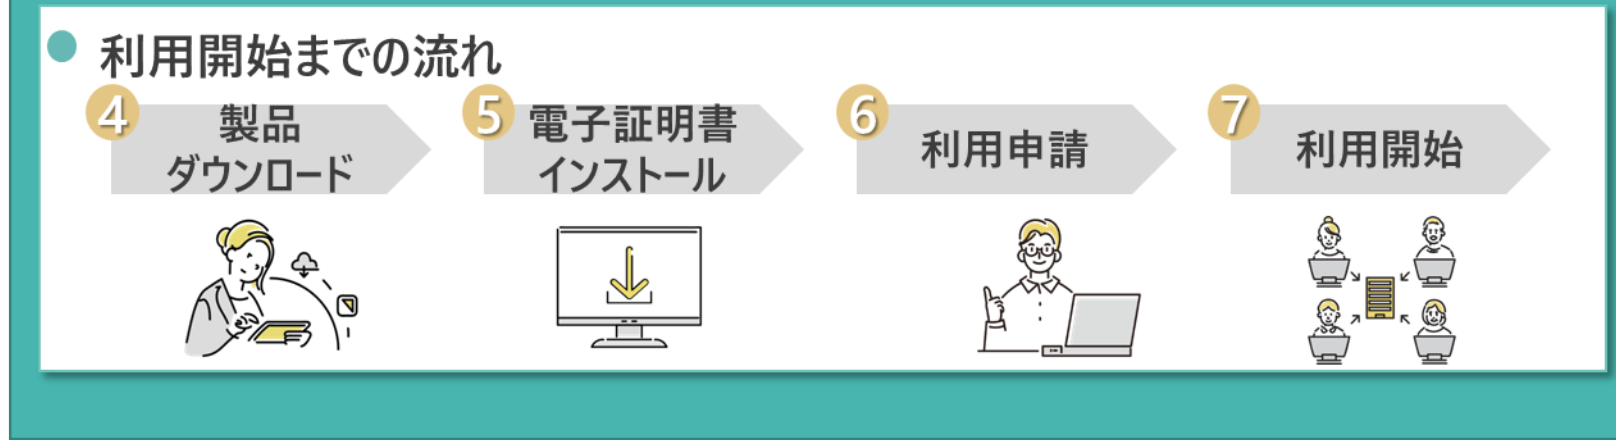 利用開始までの流れ
4
製品
ダウンロード
5
電子証明書
インストール
6
利用申請
7
利用開始